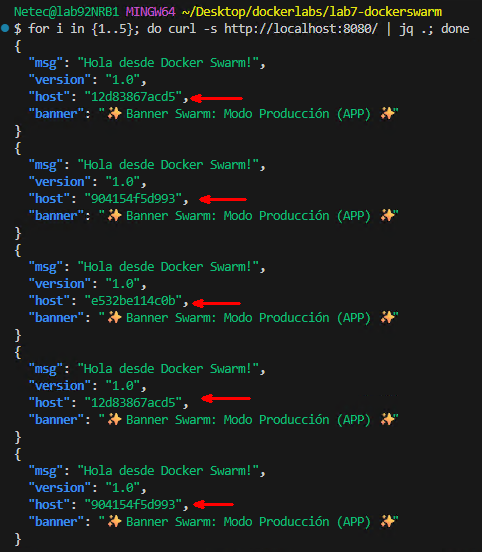 Netec@lab92NRB1 MINGW64 ~/Desktop/dockerlabs/lab7-dockerswarm
$ for i in {1..5}; do curl -s http://localhost:8080/ | jq .; done
{
  "msg": "Hola desde Docker Swarm!",
  "version": "1.0",
  "host": "12d83867acd5",
  "banner": "✨ Banner Swarm: Modo Producción (APP) ✨"
}
{
  "msg": "Hola desde Docker Swarm!",
  "version": "1.0",
  "host": "904154f5d993",
  "banner": "✨ Banner Swarm: Modo Producción (APP) ✨"
}
{
  "msg": "Hola desde Docker Swarm!",
  "version": "1.0",
  "host": "e532be114c0b",
  "banner": "✨ Banner Swarm: Modo Producción (APP) ✨"
}
{
  "msg": "Hola desde Docker Swarm!",
  "version": "1.0",
  "host": "12d83867acd5",
  "banner": "✨ Banner Swarm: Modo Producción (APP) ✨"
}
{
  "msg": "Hola desde Docker Swarm!",
  "version": "1.0",
  "host": "904154f5d993",
  "banner": "✨ Banner Swarm: Modo Producción (APP) ✨"
}